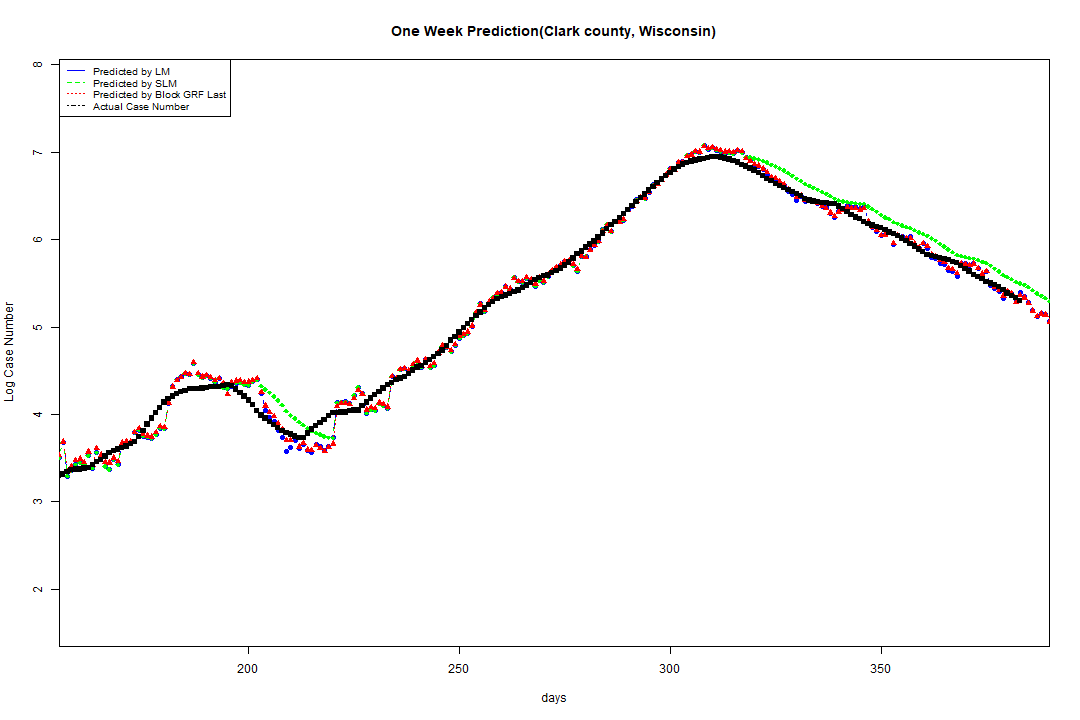 One Week Prediction(Clark county, Wisconsin)
Predicted by LM
Predicted by SLM
Predicted by Block GRF Last
Actual Case Number
8
7
6
5
4
3
2
Log Case Number
200
250
300
350
days